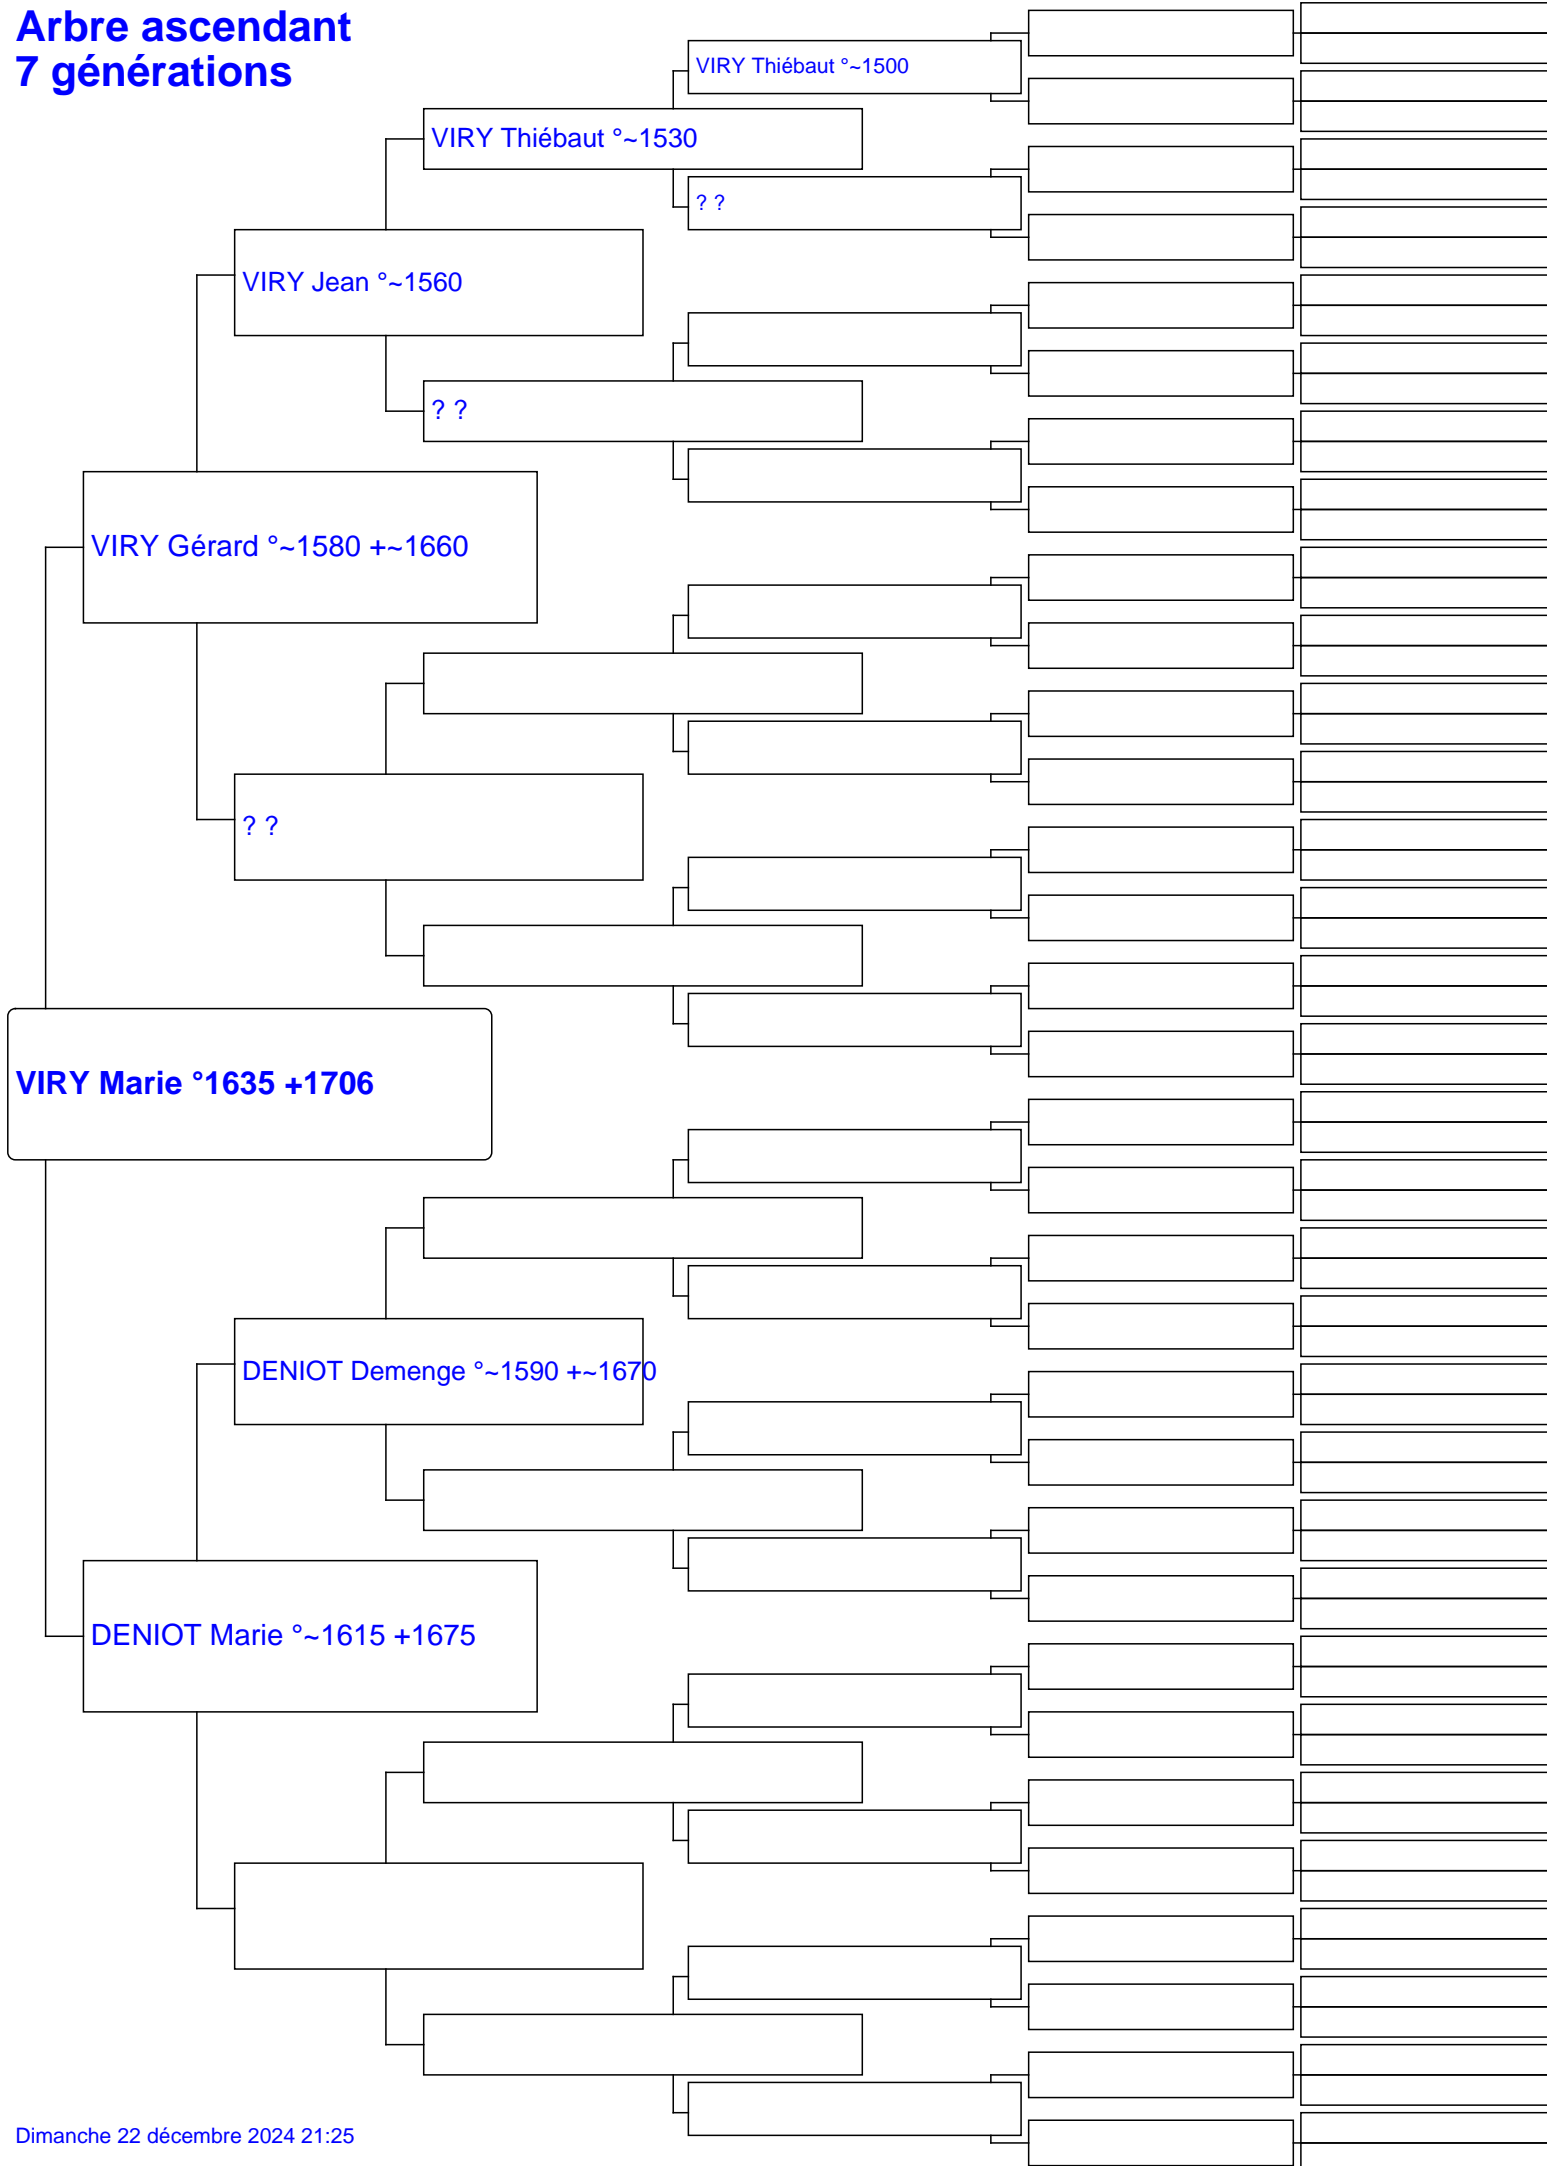 Arbre ascendant
7 générations
VIRY Thiébaut °~1500
VIRY Thiébaut °~1530
? ?
VIRY Jean °~1560
? ?
VIRY Gérard °~1580 +~1660
? ?
VIRY Marie °1635 +1706
DENIOT Demenge °~1590 +~1670
DENIOT Marie °~1615 +1675
Dimanche 22 décembre 2024 21:25